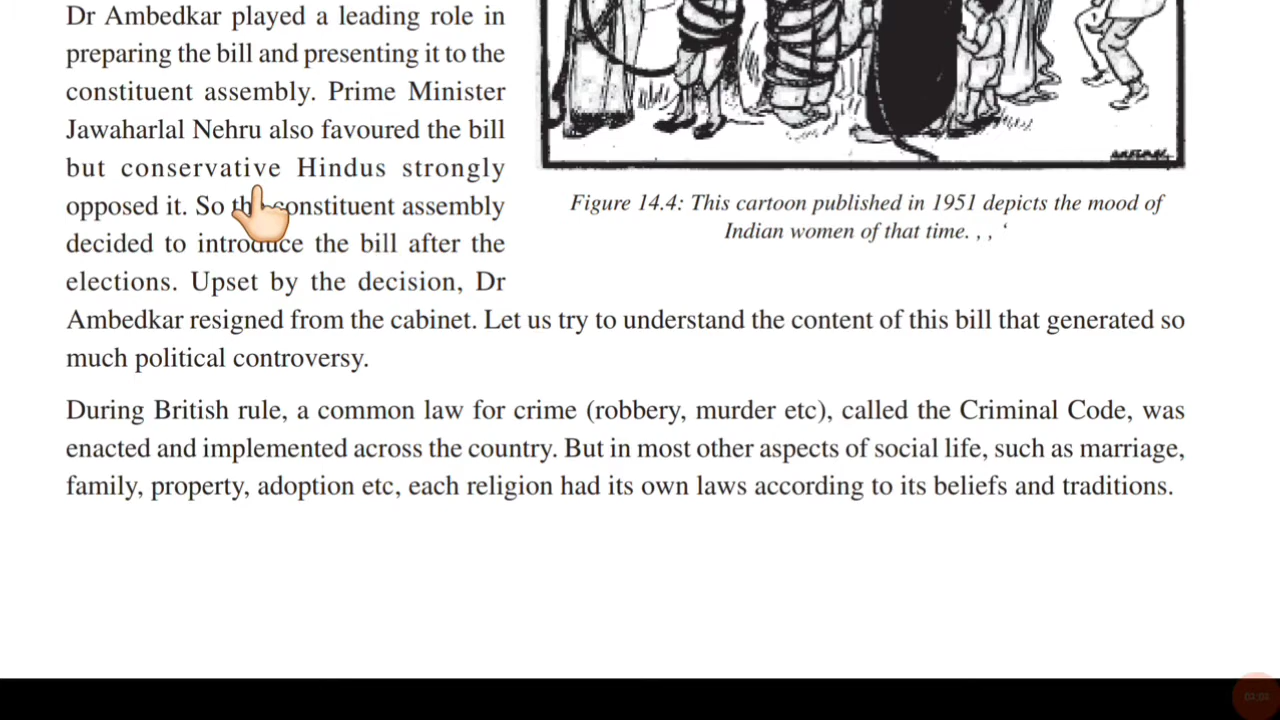 Dr Ambedkar played a leading role in
preparing the bill and presenting it to the
constituent assembly. Prime Minister
Jawaharlal Nehru also favoured the bill
but conservative Hindus strongly
opposed it. So constituent assembly
decided to introduce the bill after the
elections. Upset by the decision, Dr
Ambedkar resigned from the cabinet. Let us try to understand the content of this bill that generated so
much political controversy.
Figure 14.4: This cartoon published in 1951 depicts the mood of
Indian women of that time. , , ‘
During British rule, a common law for crime (robbery, murder etc), called the Criminal Code, was
enacted and implemented across the country. But in most other aspects of social life, such as marriage,
family, property, adoption etc, each religion had its own laws according to its beliefs and traditions.